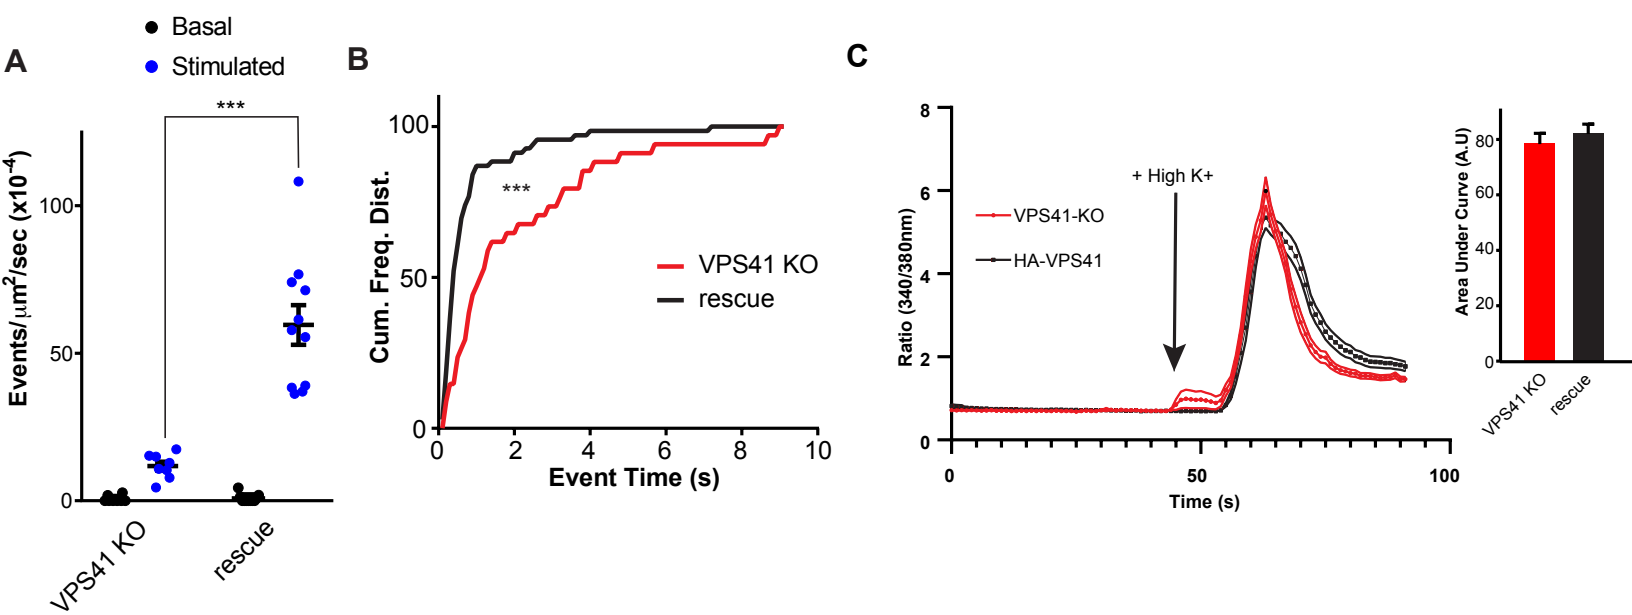 A
Basal
Stimulated
***
Events/μm²/sec (x10⁻⁴)
100
50
0
VPS41 KO
rescue
B
Cum. Freq. Dist.
100
50
0
***
VPS41 KO
rescue
0
2
4
6
8
10
Event Time (s)
C
Ratio (340/380nm)
8
6
4
2
0
+ High K+
VPS41-KO
HA-VPS41
0
50
100
Time (s)
Area Under Curve (A.U)
80
60
40
20
0
VPS41 KO
rescue